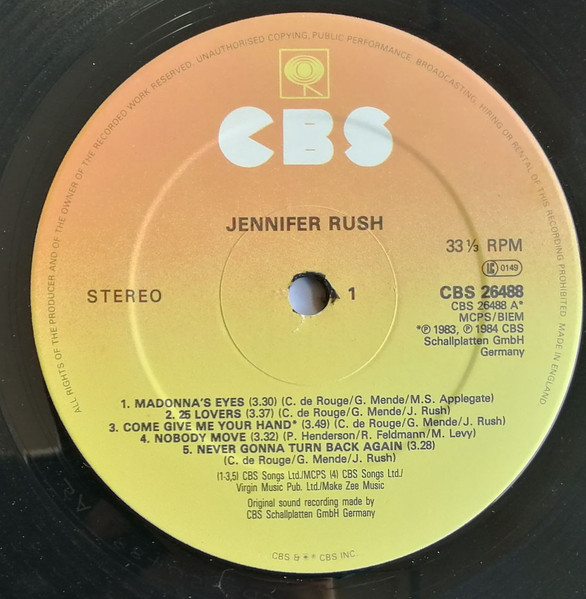 ALL RIGHTS OF THE PRODUCER AND OF THE OWNER OF THE RECORDED WORK RESERVED. UNAUTHORISED COPYING, PUBLIC PERFORMANCE, BROADCASTING, HIRING OR RENTAL OF THIS RECORDING PROHIBITED. MADE IN ENGLAND
CBS
JENNIFER RUSH
33⅓ RPM
LC 0149
STEREO
1
CBS 26488
CBS 26488 A*
MCPS/BIEM
*℗ 1983, ℗ 1984 CBS
Schallplatten GmbH
Germany
1. MADONNA'S EYES (3.30) (C. de Rouge/G. Mende/M.S. Applegate)
2. 25 LOVERS (3.37) (C. de Rouge/G. Mende/J. Rush)
3. COME GIVE ME YOUR HAND* (3.49) (C. de Rouge/G. Mende/J. Rush)
4. NOBODY MOVE (3.32) (P. Henderson/R. Feldmann/M. Levy)
5. NEVER GONNA TURN BACK AGAIN (3.28)
(C. de Rouge/G. Mende/J. Rush)
(1-3,5) CBS Songs Ltd./MCPS (4) CBS Songs Ltd./
Virgin Music Pub. Ltd./Make Zee Music
Original sound recording made by
CBS Schallplatten GmbH Germany
CBS & ® CBS INC.